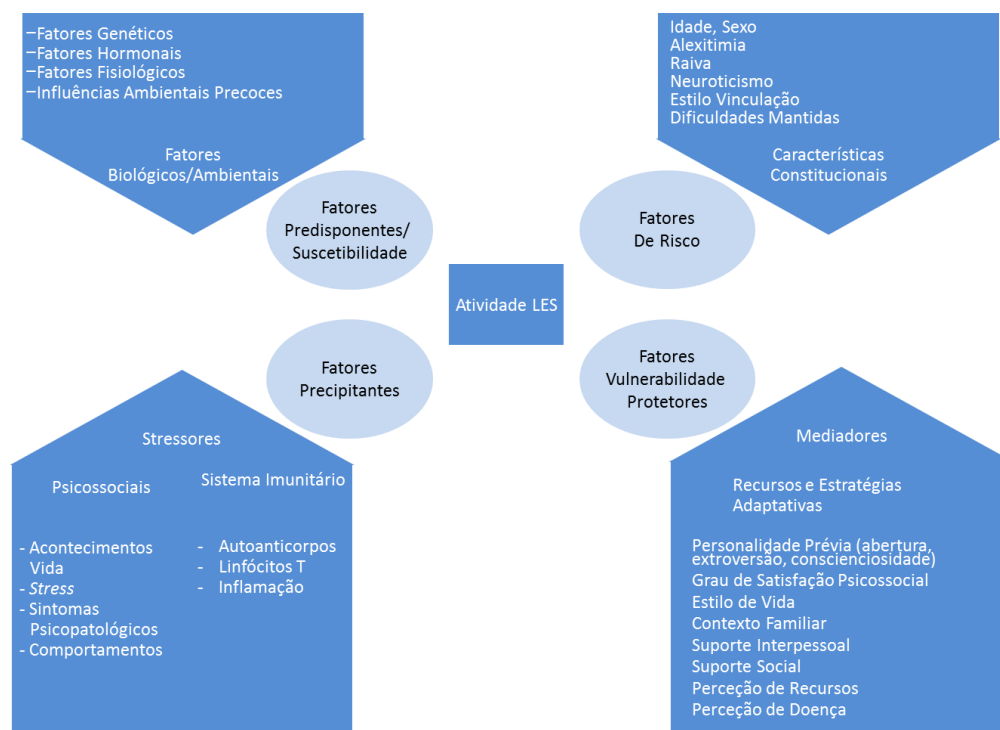 –Fatores Genéticos
–Fatores Hormonais
–Fatores Fisiológicos
–Influências Ambientais Precoces
Fatores
Biológicos/Ambientais
Idade, Sexo
Alexitimia
Raiva
Neuroticismo
Estilo Vinculação
Dificuldades Mantidas
Características
Constitucionais
Fatores
Predisponentes/
Suscetibilidade
Fatores
De Risco
Atividade LES
Fatores
Precipitantes
Fatores
Vulnerabilidade
Protetores
Stressores
Psicossociais
- Acontecimentos
Vida
- Stress
- Sintomas
Psicopatológicos
- Comportamentos
Sistema Imunitário
- Autoanticorpos
- Linfócitos T
- Inflamação
Mediadores
Recursos e Estratégias
Adaptativas
Personalidade Prévia (abertura,
extroversão, conscienciosidade)
Grau de Satisfação Psicossocial
Estilo de Vida
Contexto Familiar
Suporte Interpessoal
Suporte Social
Perceção de Recursos
Perceção de Doença